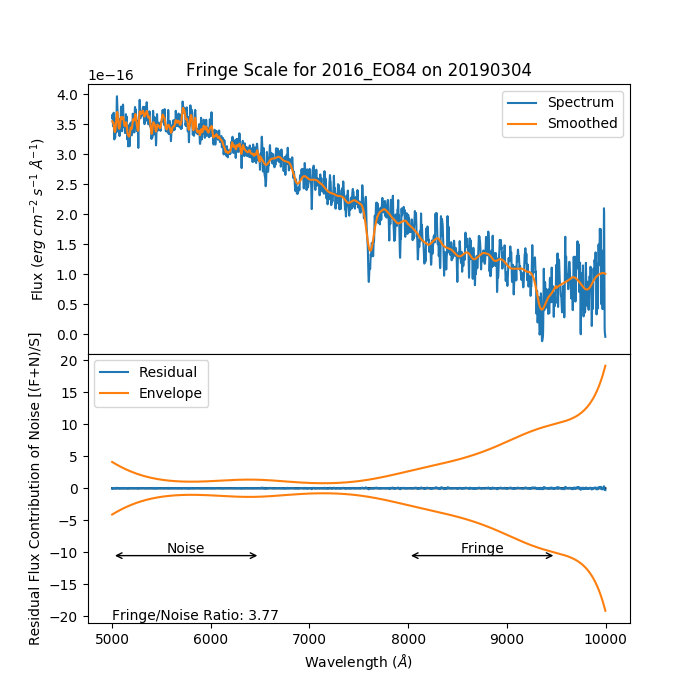 Fringe Scale for 2016_EO84 on 20190304
1e−16
4.0
3.5
3.0
2.5
2.0
1.5
1.0
0.5
0.0
Flux (erg cm⁻² s⁻¹ Å⁻¹)
Spectrum
Smoothed
20
15
10
5
0
−5
−10
−15
−20
Residual Flux Contribution of Noise [(F+N)/S]
Residual
Envelope
Noise
Fringe
Fringe/Noise Ratio: 3.77
5000 6000 7000 8000 9000 10000
Wavelength (Å)